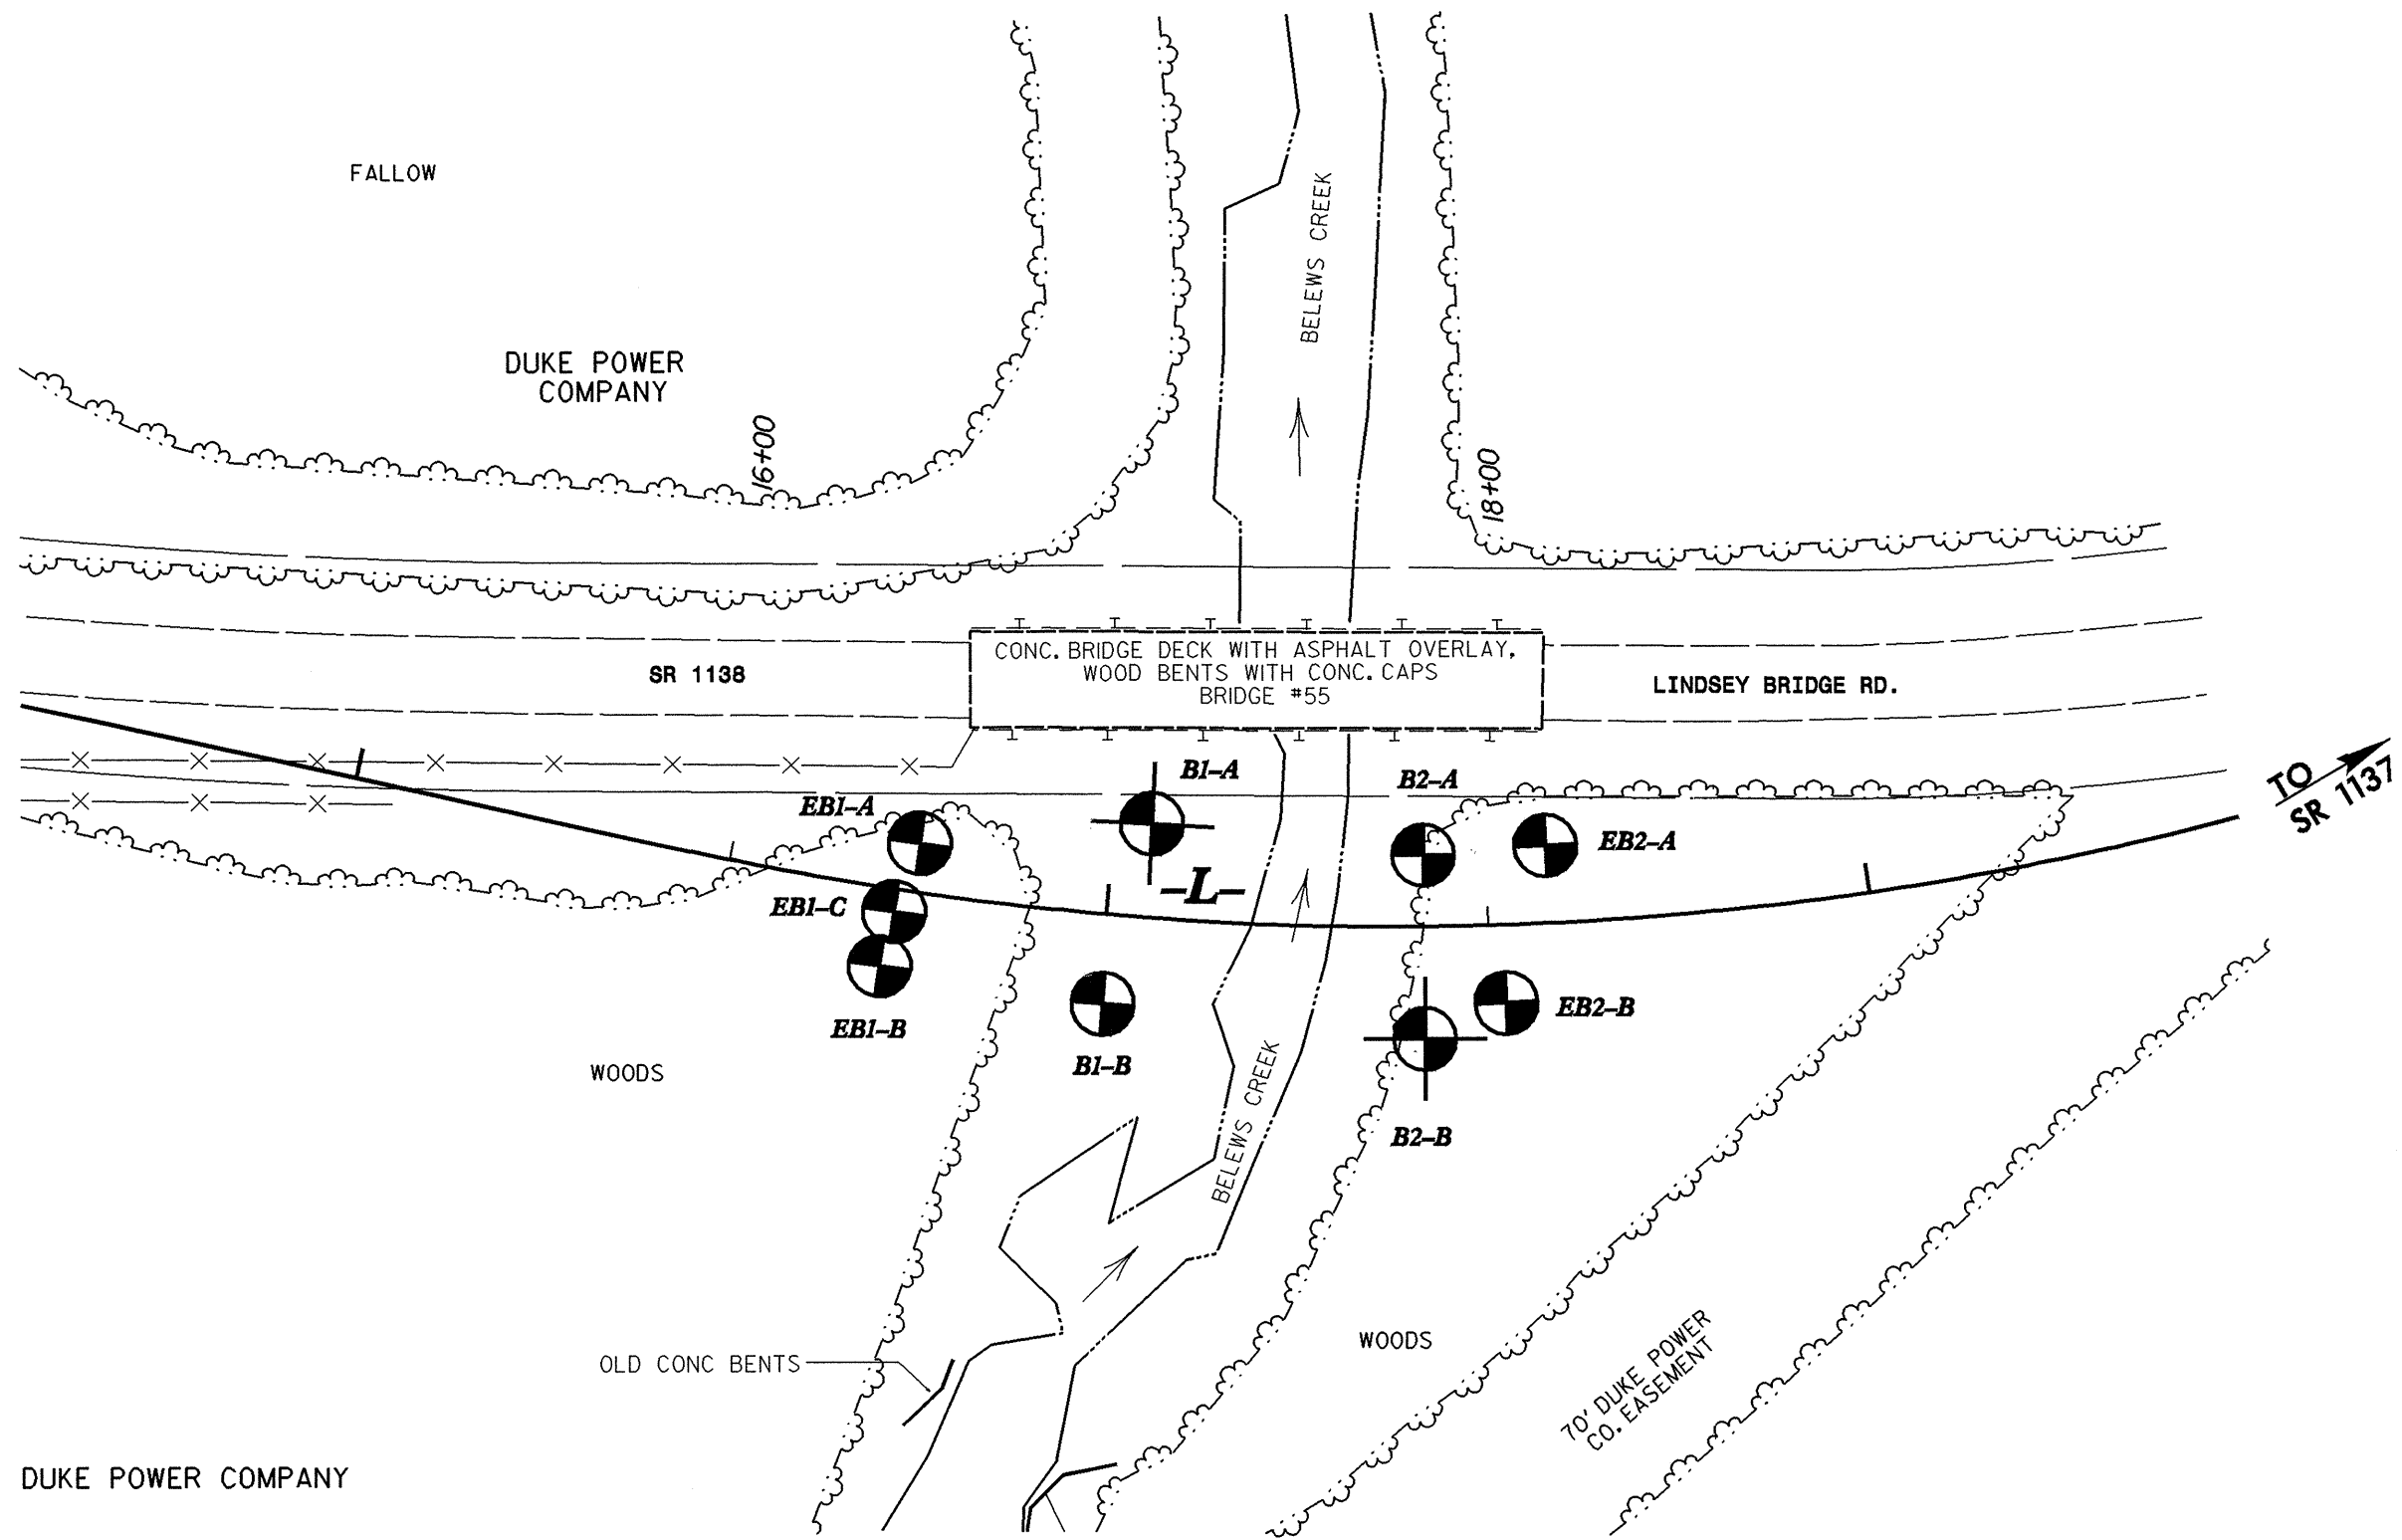 FALLOW
BELEWS CREEK
DUKE POWER
COMPANY
16+00
18+00
CONC. BRIDGE DECK WITH ASPHALT OVERLAY,
WOOD BENTS WITH CONC. CAPS
BRIDGE #55
SR 1138
LINDSEY BRIDGE RD.
TO
SR 1137
B1-A
B2-A
EB1-A
EB2-A
-L-
EB1-C
EB1-B
EB2-B
B1-B
WOODS
BELEWS CREEK
B2-B
WOODS
70' DUKE POWER
CO. EASEMENT
OLD CONC BENTS
DUKE POWER COMPANY